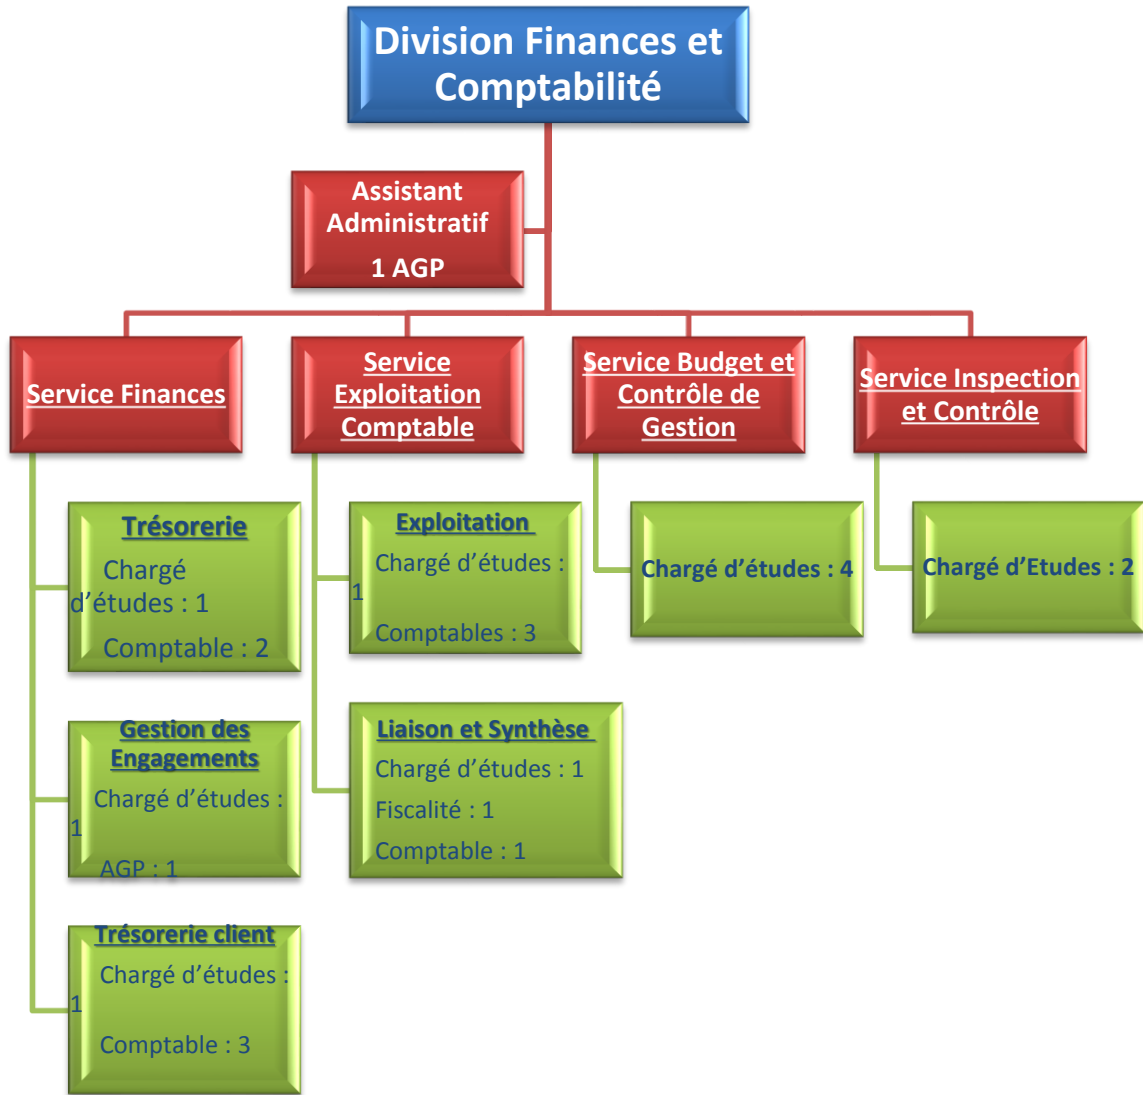 Division Finances et
Comptabilité
Assistant
Administratif
1 AGP
Service Finances
Service
Exploitation
Comptable
Service Budget et
Contrôle de
Gestion
Service Inspection
et Contrôle
Trésorerie
Chargé
d’études : 1
Comptable : 2
Gestion des
Engagements
Chargé d’études :
1
AGP : 1
Trésorerie client
Chargé d’études :
1
Comptable : 3
Exploitation
Chargé d’études :
1
Comptables : 3
Liaison et Synthèse
Chargé d’études : 1
Fiscalité : 1
Comptable : 1
Chargé d’études : 4
Chargé d’Etudes : 2